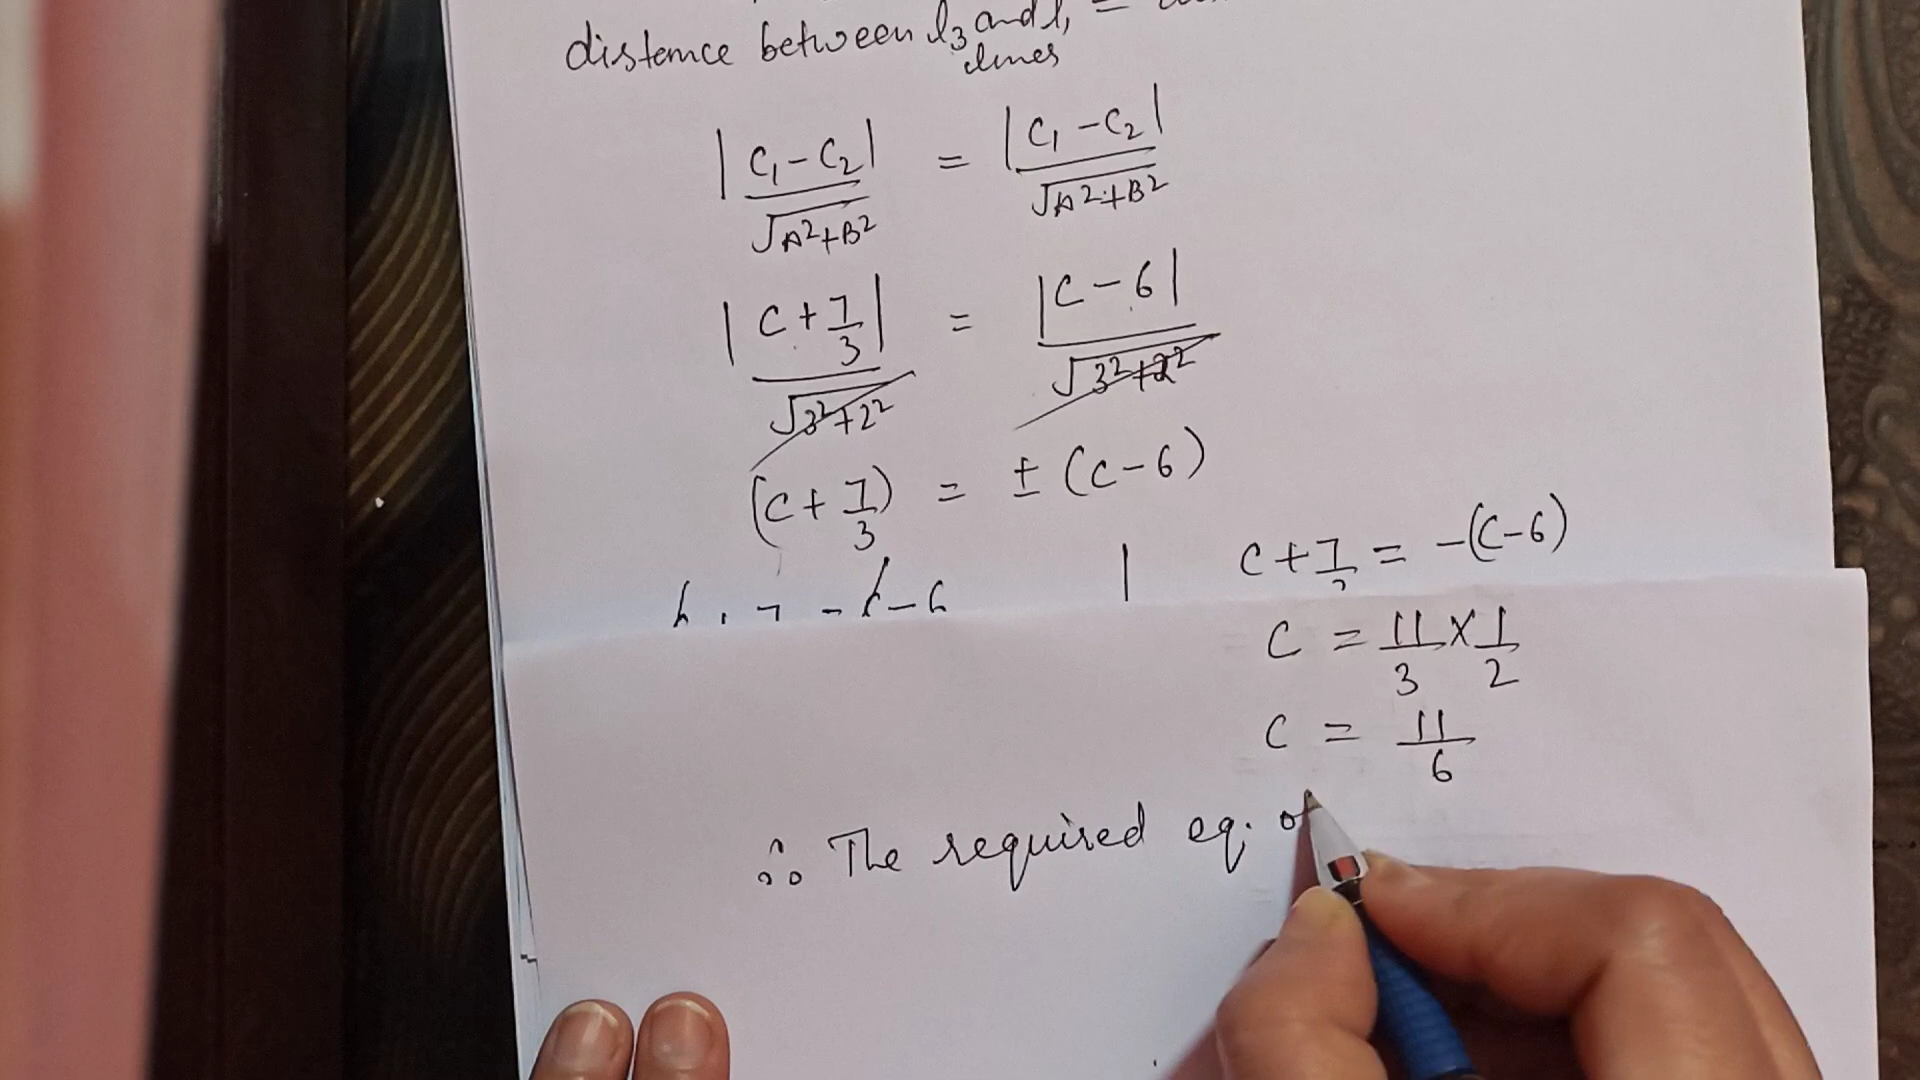 distance between l₃ and l₁ =
lines
|C₁ - C₂| / √A²+B² = |C₁ - C₂| / √A²+B²
|C + 7/3| / √3²+2² = |C - 6| / √3²+2²
(C + 7/3) = ± (C - 6)
C + 7/3 = -(C-6)
C = 11/3 × 1/2
C = 11/6
∴ The required eq. of